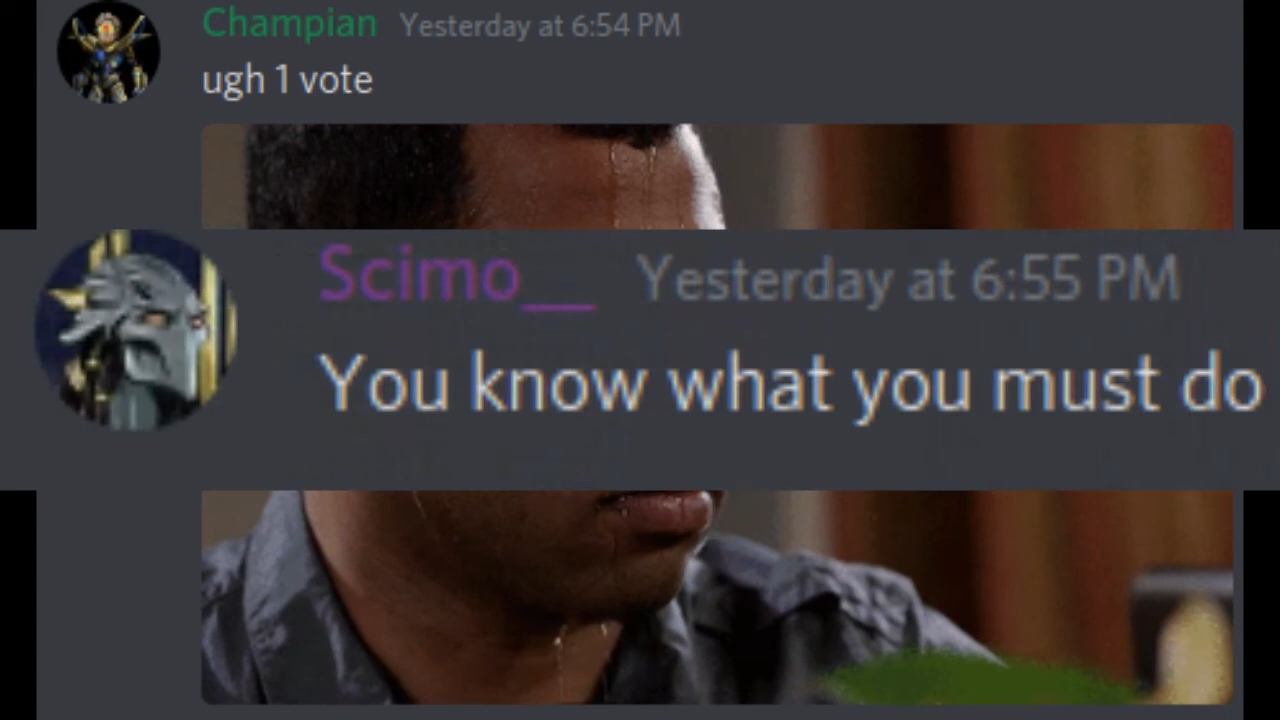 Champian Yesterday at 6:54 PM
ugh 1 vote
Scimo__ Yesterday at 6:55 PM
You know what you must do